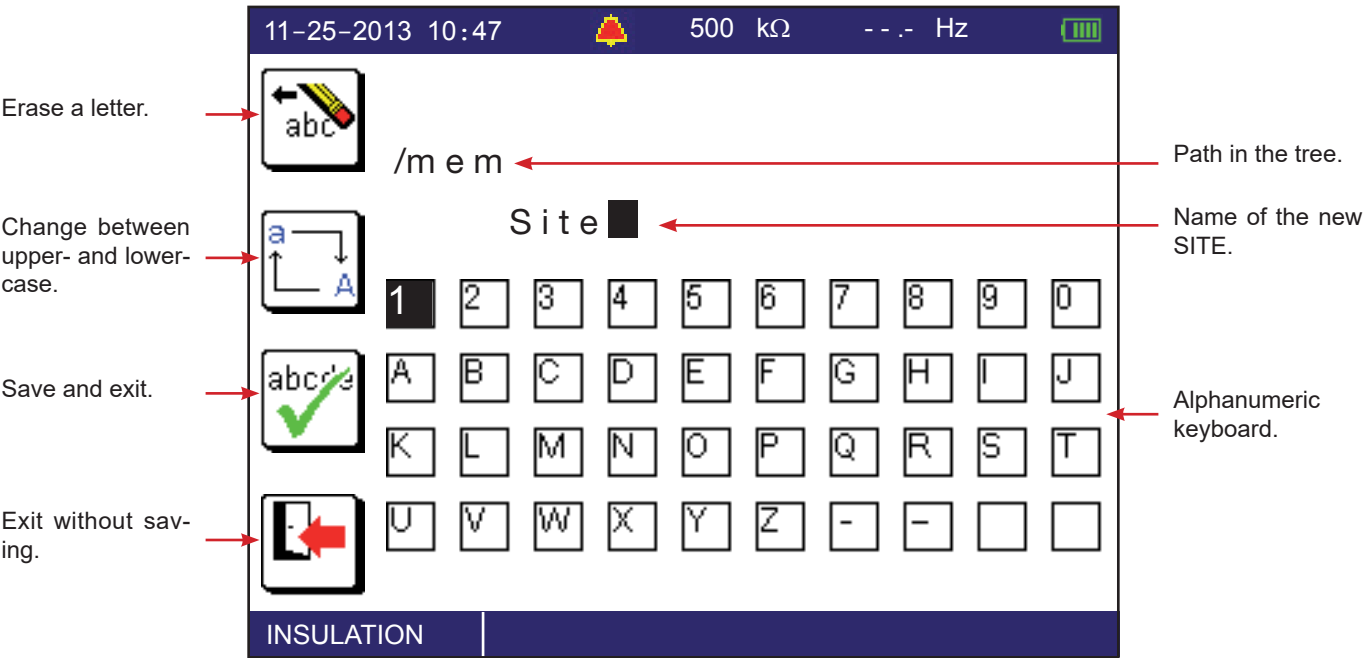 11-25-2013 10:47 500 kΩ --.- Hz
Erase a letter.
abc
/mem
Path in the tree.
Change between
upper- and lower-
case.
a
A
Site
Name of the new
SITE.
1 2 3 4 5 6 7 8 9 0
Save and exit.
abcde
A B C D E F G H I J
K L M N O P Q R S T
Alphanumeric
keyboard.
Exit without sav-
ing.
U V W X Y Z - –
INSULATION